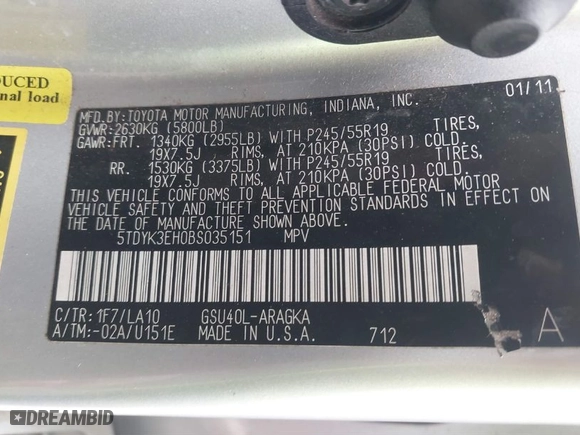 DUCED
nal load
MFD.BY:TOYOTA MOTOR MANUFACTURING, INDIANA, INC. 01/11
GVWR:2630KG (5800LB)
GAWR:FRT. 1340KG (2955LB) WITH P245/55R19 TIRES,
19X7.5J RIMS, AT 210KPA (30PSI) COLD.
RR. 1530KG (3375LB) WITH P245/55R19 TIRES,
19X7.5J RIMS, AT 210KPA (30PSI) COLD.
THIS VEHICLE CONFORMS TO ALL APPLICABLE FEDERAL MOTOR
VEHICLE SAFETY AND THEFT PREVENTION STANDARDS IN EFFECT ON
THE DATE OF MANUFACTURE SHOWN ABOVE.
5TDYK3EH0BS035151 MPV
C/TR:1F7/LA10 GSU40L-ARAGKA
A/TM:-02A/U151E MADE IN U.S.A. 712 A
DREAMBID